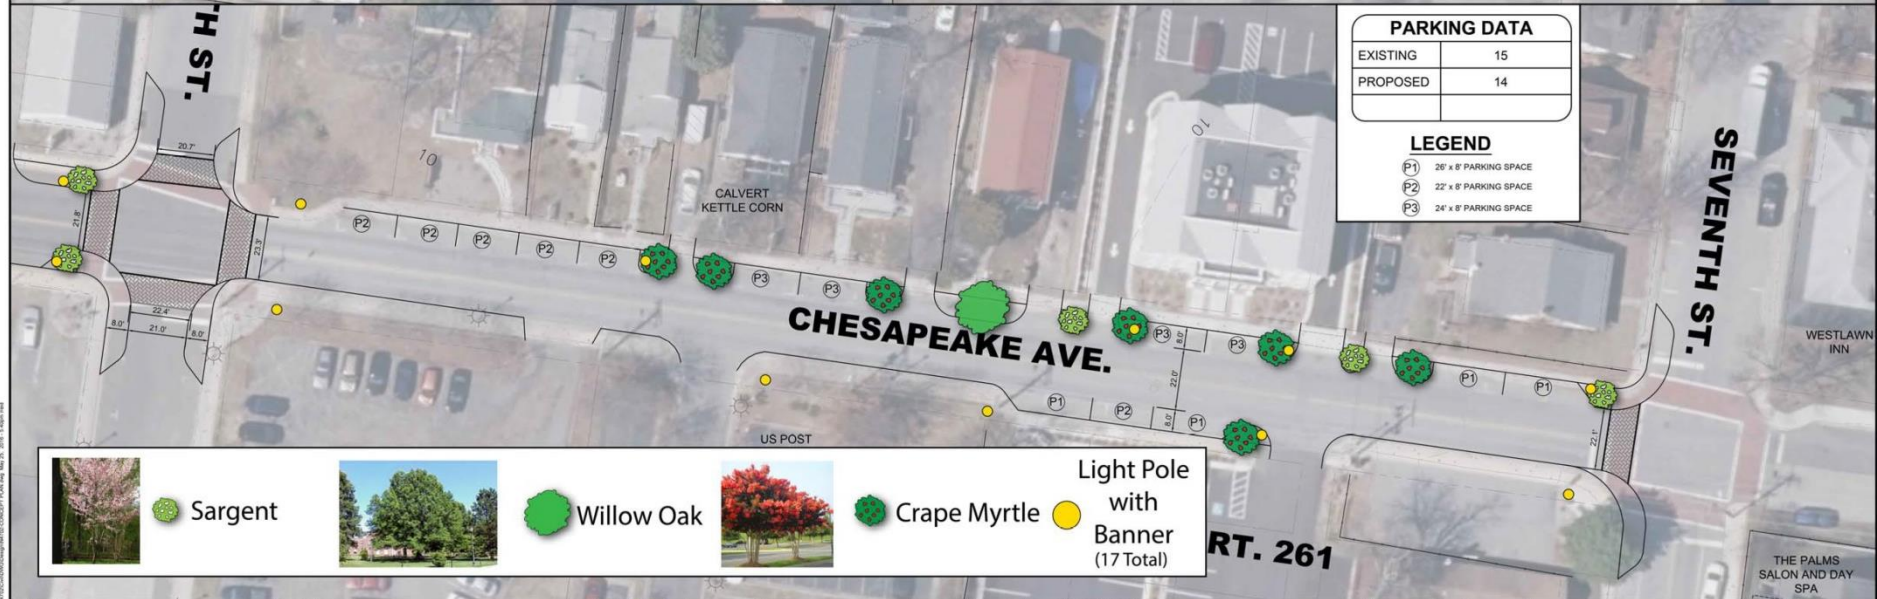 TH ST.
PARKING DATA
EXISTING 15
PROPOSED 14
LEGEND
P1 26' x 8' PARKING SPACE
P2 22' x 8' PARKING SPACE
P3 24' x 8' PARKING SPACE
SEVENTH ST.
20.7'
10
10
CALVERT
KETTLE CORN
21.8'
23.3'
P2
P2
P2
P2
P2
P3
P3
P3
8.0'
P3
P1
P1
22.4'
8.0'
21.0'
8.0'
CHESAPEAKE AVE.
22.0'
WESTLAWN
INN
P1
P2
8.0'
P1
22.1'
US POST
Sargent
Willow Oak
Crape Myrtle
Light Pole
with
Banner
(17 Total)
RT. 261
THE PALMS
SALON AND DAY
SPA